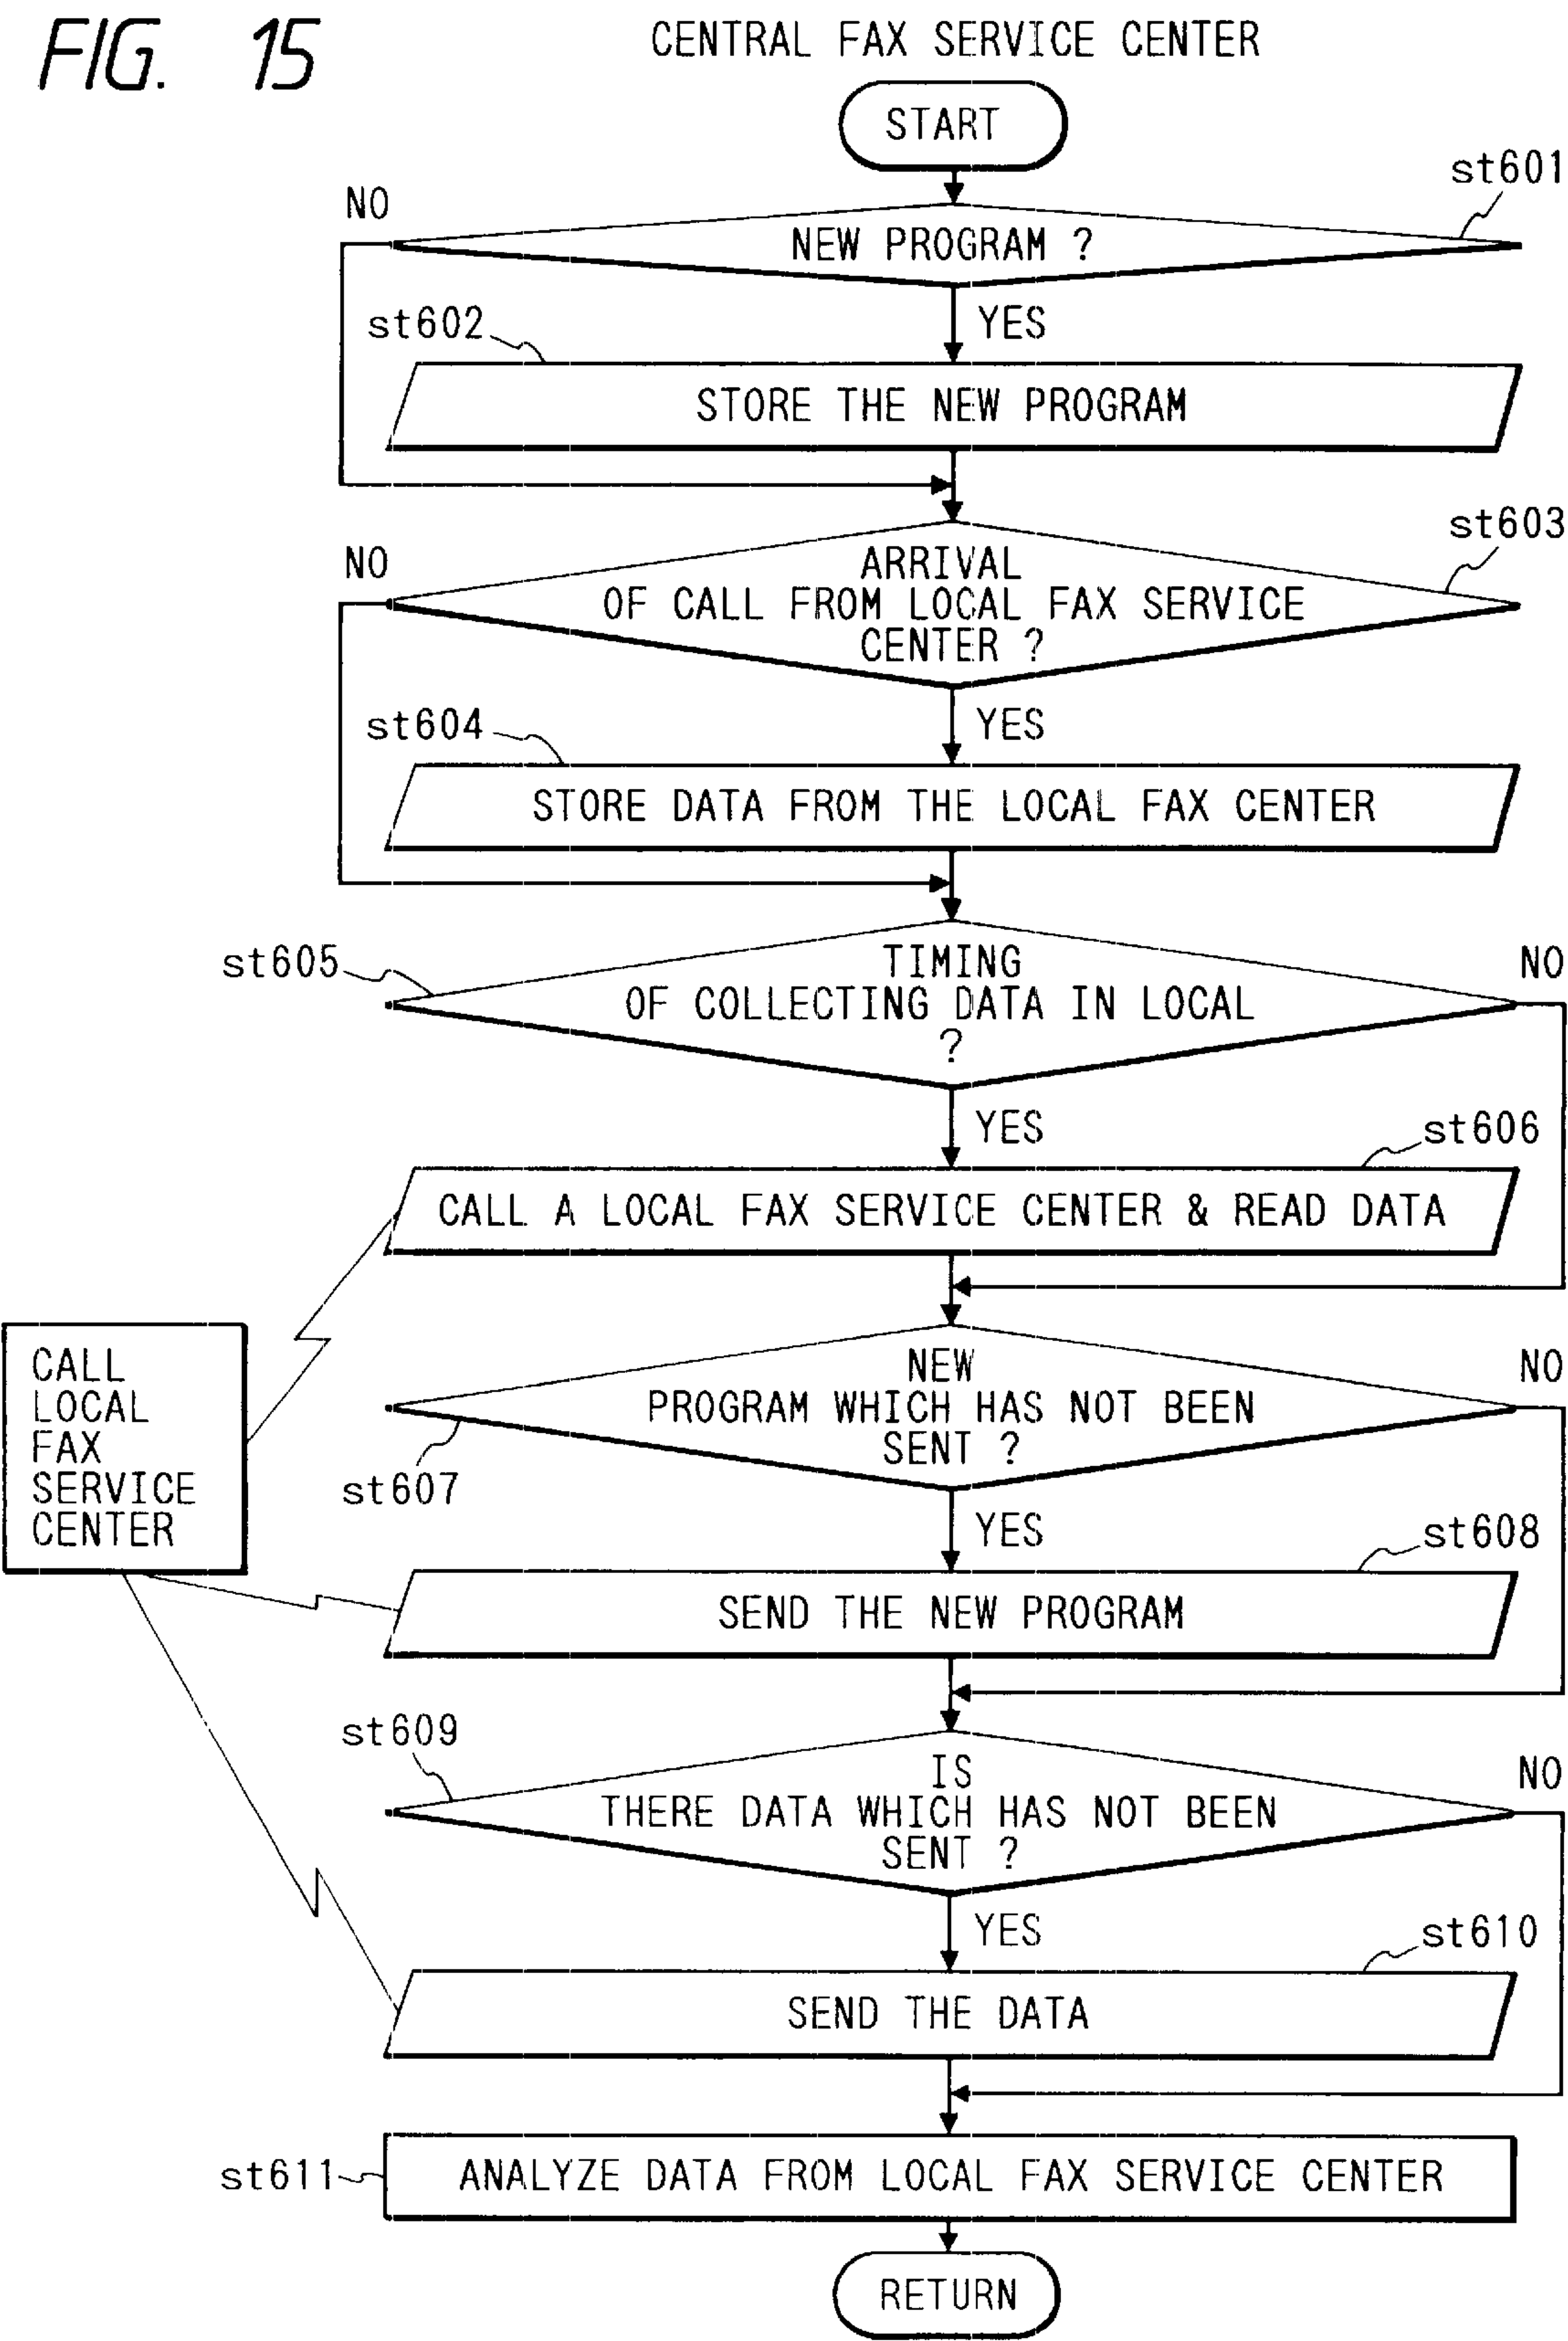 FIG. 15
CENTRAL FAX SERVICE CENTER
START
st601
NO
NEW PROGRAM ?
YES
st602
STORE THE NEW PROGRAM
st603
NO
ARRIVAL
OF CALL FROM LOCAL FAX SERVICE
CENTER ?
YES
st604
STORE DATA FROM THE LOCAL FAX CENTER
st605
TIMING
OF COLLECTING DATA IN LOCAL
?
NO
YES
st606
CALL A LOCAL FAX SERVICE CENTER & READ DATA
CALL
LOCAL
FAX
SERVICE
CENTER
NEW
PROGRAM WHICH HAS NOT BEEN
SENT ?
NO
st607
YES
st608
SEND THE NEW PROGRAM
st609
IS
THERE DATA WHICH HAS NOT BEEN
SENT ?
NO
YES
st610
SEND THE DATA
st611
ANALYZE DATA FROM LOCAL FAX SERVICE CENTER
RETURN